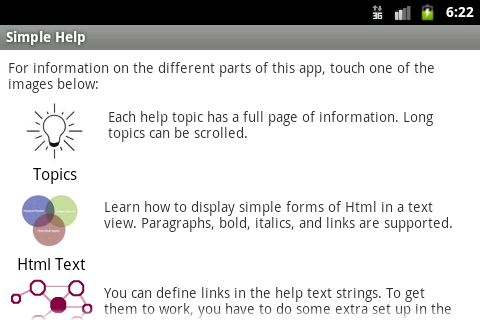 3G 6:22
Simple Help
For information on the different parts of this app, touch one of the
images below:
Each help topic has a full page of information. Long
topics can be scrolled.
Topics
Learn how to display simple forms of Html in a text
view. Paragraphs, bold, italics, and links are supported.
Html Text
You can define links in the help text strings. To get
them to work, you have to do some extra set up in the